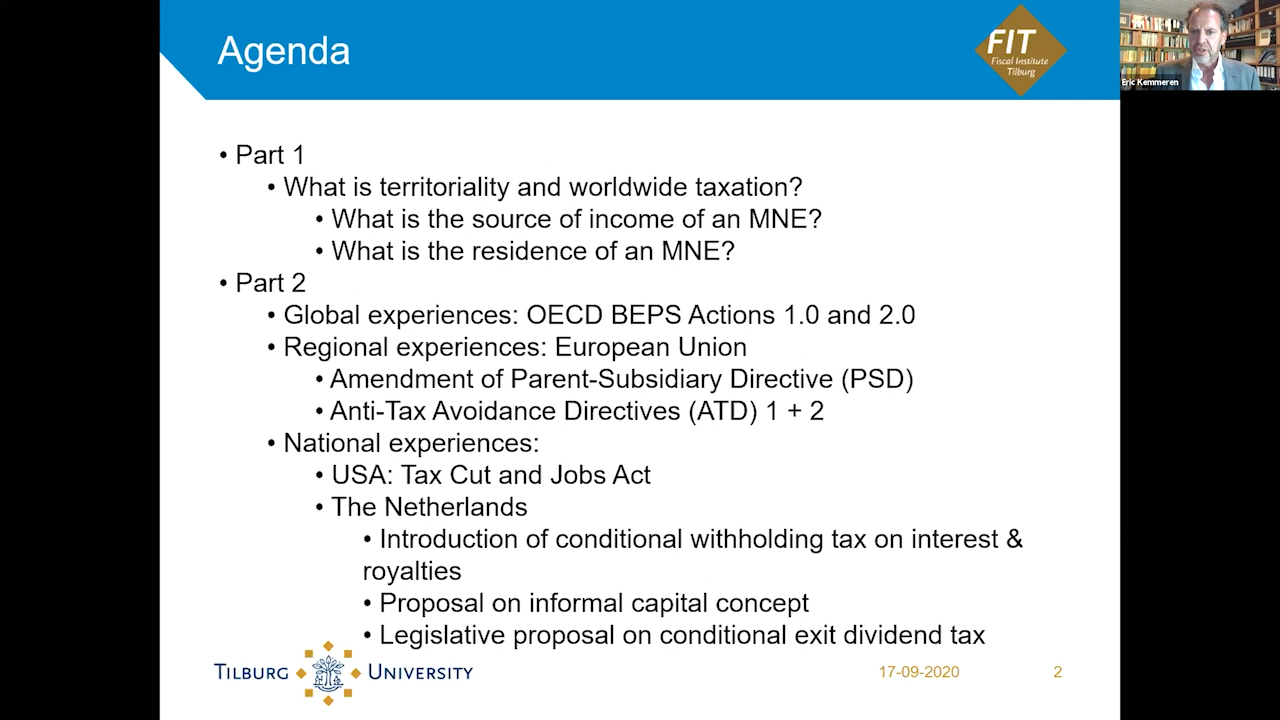 Agenda
FIT
Fiscal Institute
Tilburg
Eric Kemmeren
• Part 1
• What is territoriality and worldwide taxation?
• What is the source of income of an MNE?
• What is the residence of an MNE?
• Part 2
• Global experiences: OECD BEPS Actions 1.0 and 2.0
• Regional experiences: European Union
• Amendment of Parent-Subsidiary Directive (PSD)
• Anti-Tax Avoidance Directives (ATD) 1 + 2
• National experiences:
• USA: Tax Cut and Jobs Act
• The Netherlands
• Introduction of conditional withholding tax on interest &
royalties
• Proposal on informal capital concept
• Legislative proposal on conditional exit dividend tax
TILBURG UNIVERSITY
17-09-2020
2